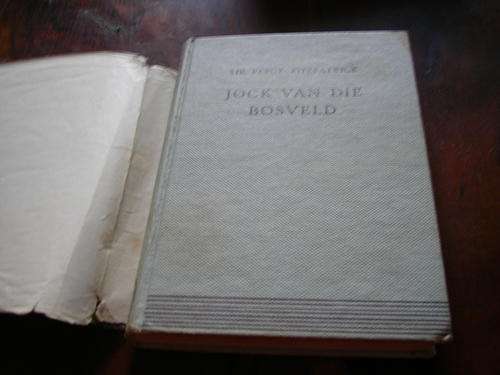 SIR PERCY FITZPATRICK
JOCK VAN DIE
BOSVELD